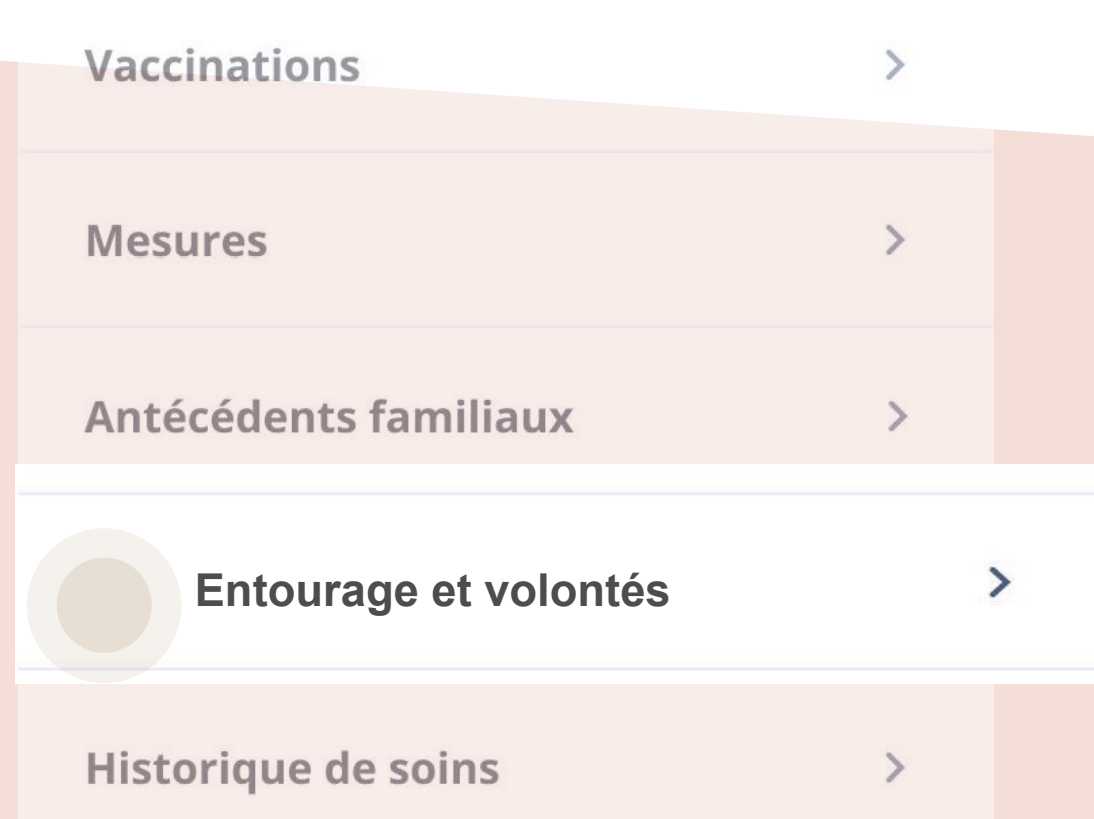 Vaccinations
Mesures
Antécédents familiaux
Entourage et volontés
Historique de soins